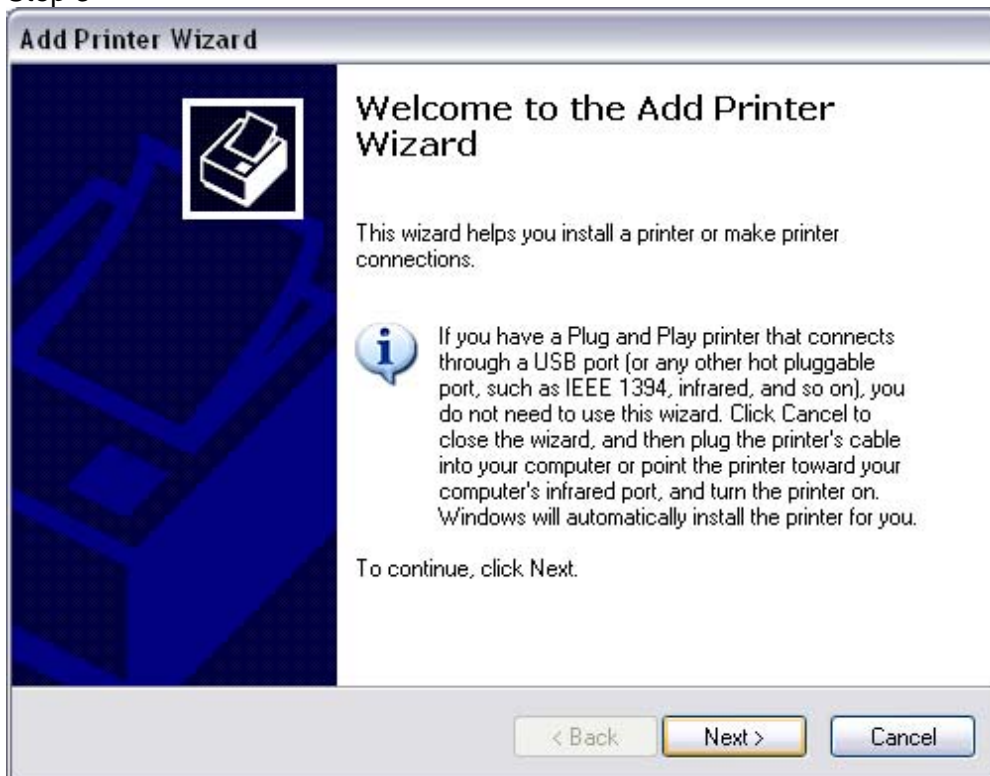 Add Printer Wizard
Welcome to the Add Printer
Wizard
This wizard helps you install a printer or make printer
connections.
If you have a Plug and Play printer that connects
through a USB port (or any other hot pluggable
port, such as IEEE 1394, infrared, and so on), you
do not need to use this wizard. Click Cancel to
close the wizard, and then plug the printer's cable
into your computer or point the printer toward your
computer's infrared port, and turn the printer on.
Windows will automatically install the printer for you.
To continue, click Next.
< Back
Next >
Cancel